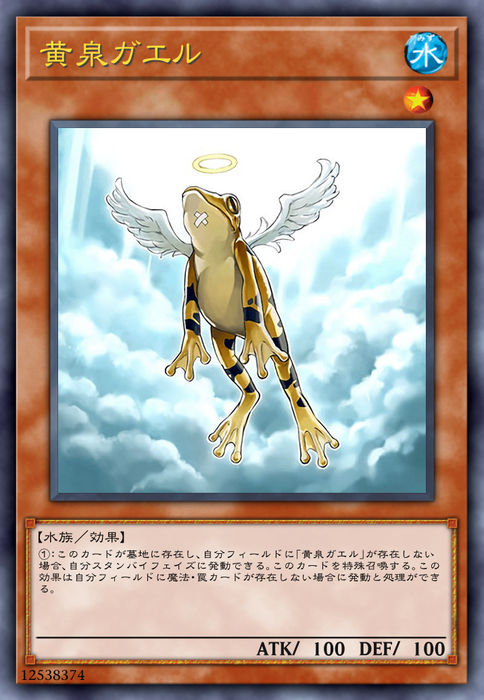 黄泉ガエル
みず
水
【水族／効果】
①：このカードが墓地に存在し、自分フィールドに「黄泉ガエル」が存在しない
場合、自分スタンバイフェイズに発動できる。このカードを特殊召喚する。この
効果は自分フィールドに魔法・罠カードが存在しない場合に発動と処理ができ
る。
ATK/ 100 DEF/ 100
12538374